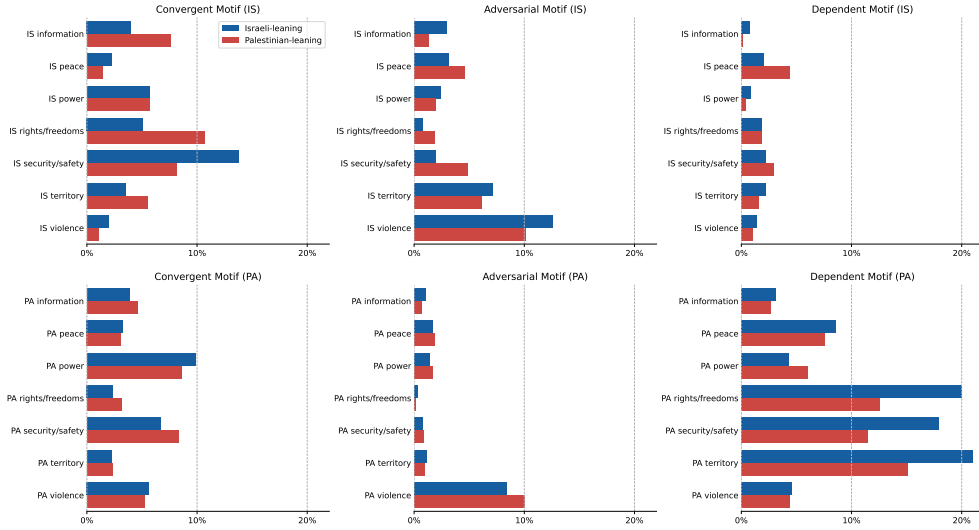 Convergent Motif (IS)
IS information
IS peace
IS power
IS rights/freedoms
IS security/safety
IS territory
IS violence
0% 10% 20%
Israeli-leaning
Palestinian-leaning
Adversarial Motif (IS)
IS information
IS peace
IS power
IS rights/freedoms
IS security/safety
IS territory
IS violence
0% 10% 20%
Dependent Motif (IS)
IS information
IS peace
IS power
IS rights/freedoms
IS security/safety
IS territory
IS violence
0% 10% 20%
Convergent Motif (PA)
PA information
PA peace
PA power
PA rights/freedoms
PA security/safety
PA territory
PA violence
0% 10% 20%
Adversarial Motif (PA)
PA information
PA peace
PA power
PA rights/freedoms
PA security/safety
PA territory
PA violence
0% 10% 20%
Dependent Motif (PA)
PA information
PA peace
PA power
PA rights/freedoms
PA security/safety
PA territory
PA violence
0% 10% 20%